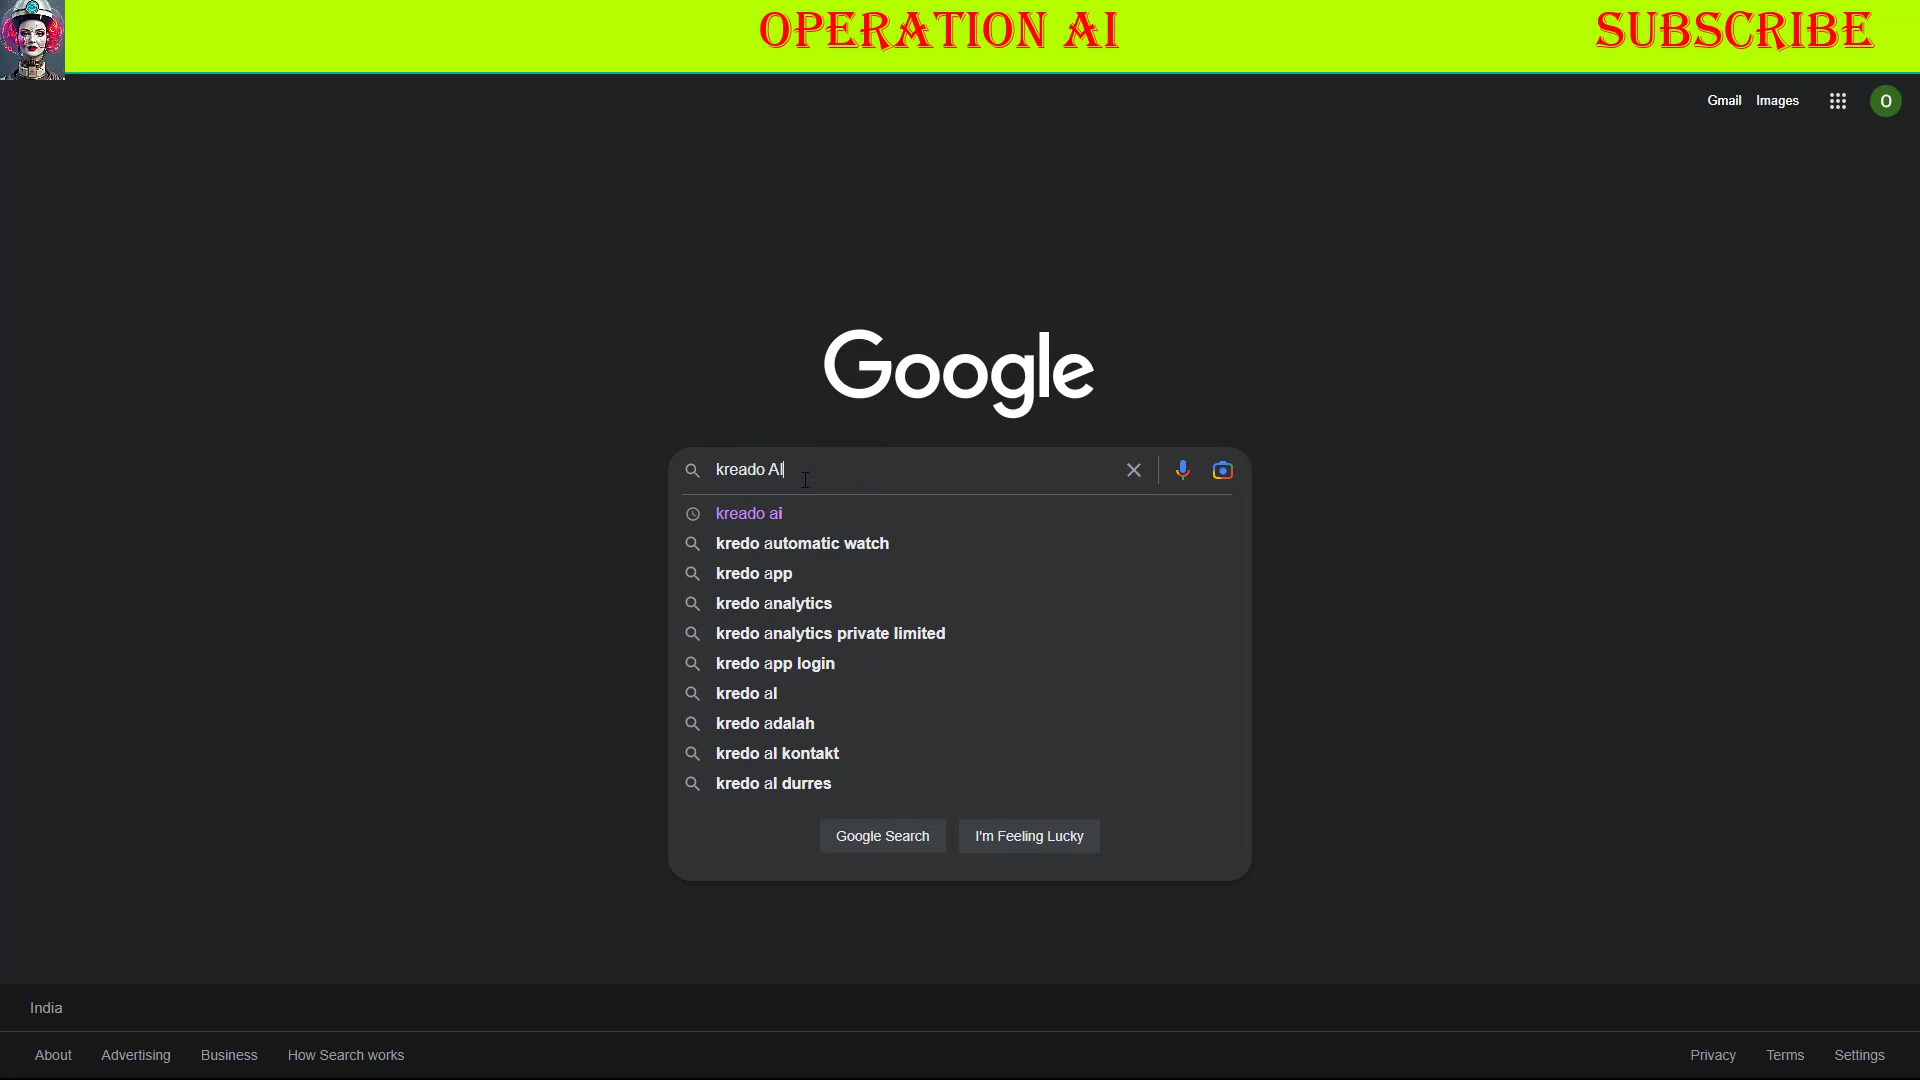 OPERATION AI
SUBSCRIBE
Gmail Images
O
Google
kreado AI
kreado ai
kredo automatic watch
kredo app
kredo analytics
kredo analytics private limited
kredo app login
kredo al
kredo adalah
kredo al kontakt
kredo al durres
Google Search I'm Feeling Lucky
India
About Advertising Business How Search works Privacy Terms Settings